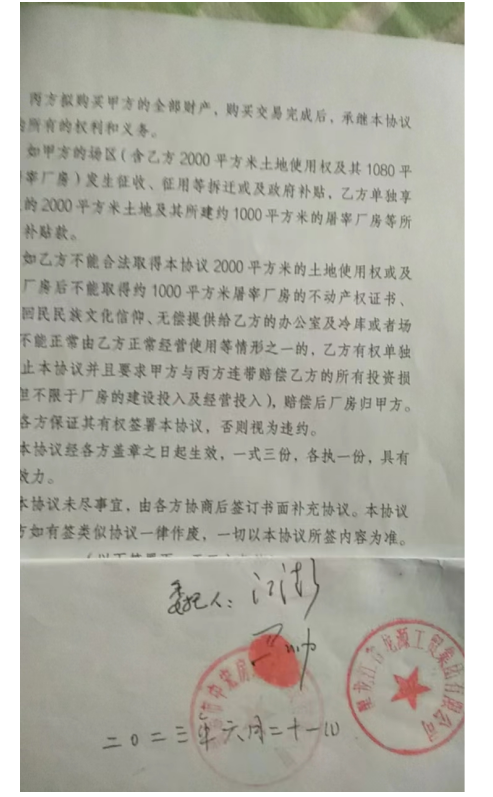 丙方拟购买甲方的全部财产，购买交易完成后，承继本协议
所有的权利和义务。
如甲方的场区（含乙方 2000 平方米土地使用权及其 1080 平
宰厂房）发生征收、征用等拆迁或及政府补贴，乙方单独享
的 2000 平方米土地及其所建约 1000 平方米的屠宰厂房等所
补贴款。
如乙方不能合法取得本协议 2000 平方米的土地使用权或及
厂房后不能取得约 1000 平方米屠宰厂房的不动产权证书、
回民民族文化信仰、无偿提供给乙方的办公室及冷库或者场
不能正常由乙方正常经营使用等情形之一的，乙方有权单独
止本协议并且要求甲方与丙方连带赔偿乙方的所有投资损
但不限于厂房的建设投入及经营投入），赔偿后厂房归甲方。
各方保证其有权签署本协议，否则视为违约。
本协议经各方盖章之日起生效，一式三份，各执一份，具有
效力。
本协议未尽事宜，由各方协商后签订书面补充协议。本协议
方如有签类似协议一律作废，一切以本协议所签内容为准。
委托人：
二〇二三年六月二十一日